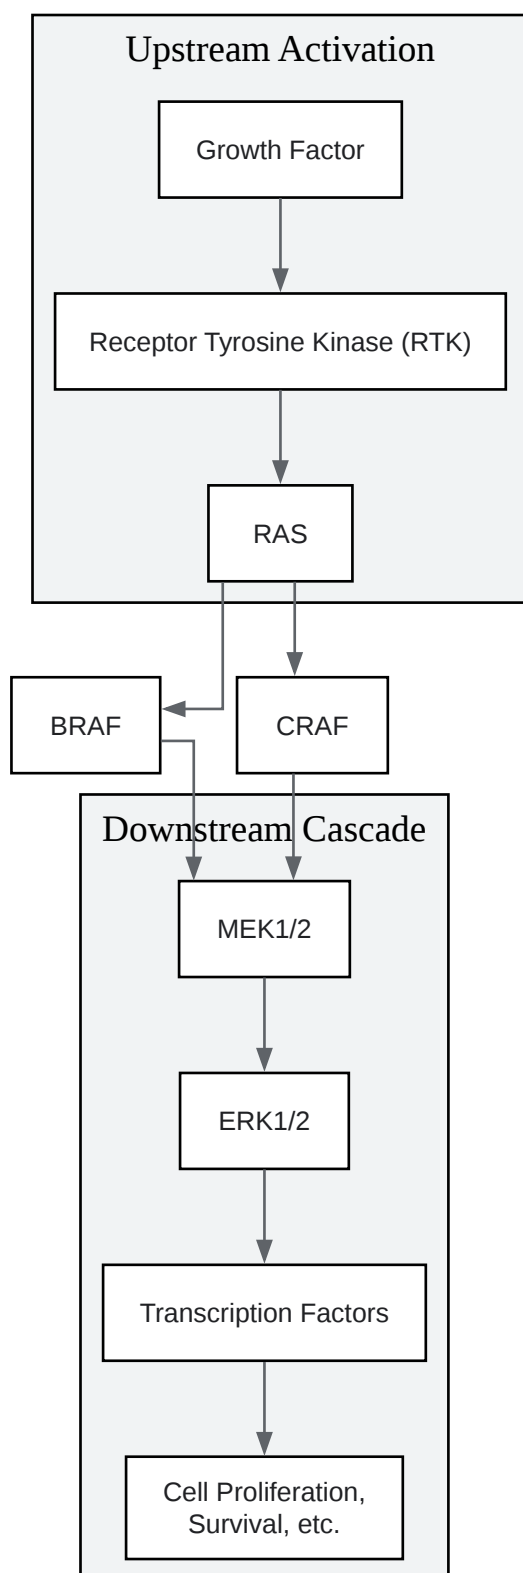 Upstream Activation
Growth Factor
Receptor Tyrosine Kinase (RTK)
RAS
BRAF
CRAF
Downstream Cascade
MEK1/2
ERK1/2
Transcription Factors
Cell Proliferation,
Survival, etc.